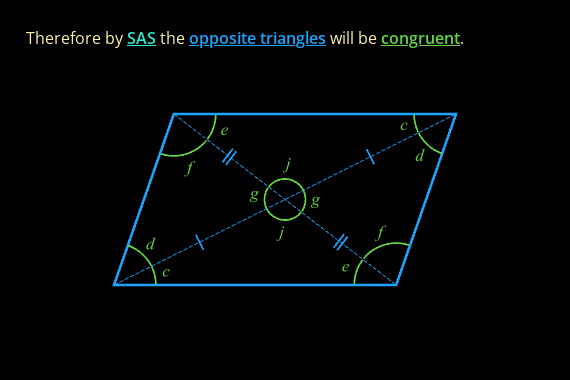 Therefore by SAS the opposite triangles will be congruent.
e
c
f
d
j
g
g
j
f
d
c
e